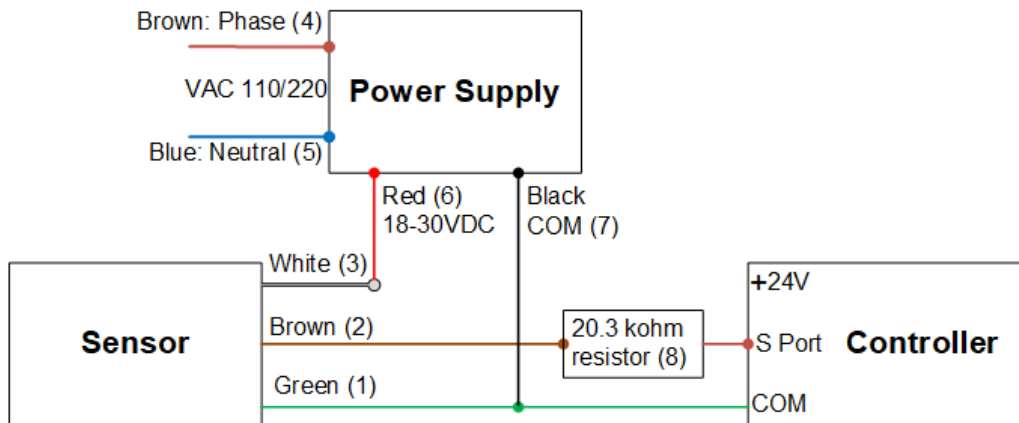 Brown: Phase (4)
VAC 110/220
Power Supply
Blue: Neutral (5)
Red (6)
18-30VDC
Black
COM (7)
White (3)
+24V
Sensor
Brown (2)
20.3 kohm
resistor (8)
S Port
Controller
Green (1)
COM